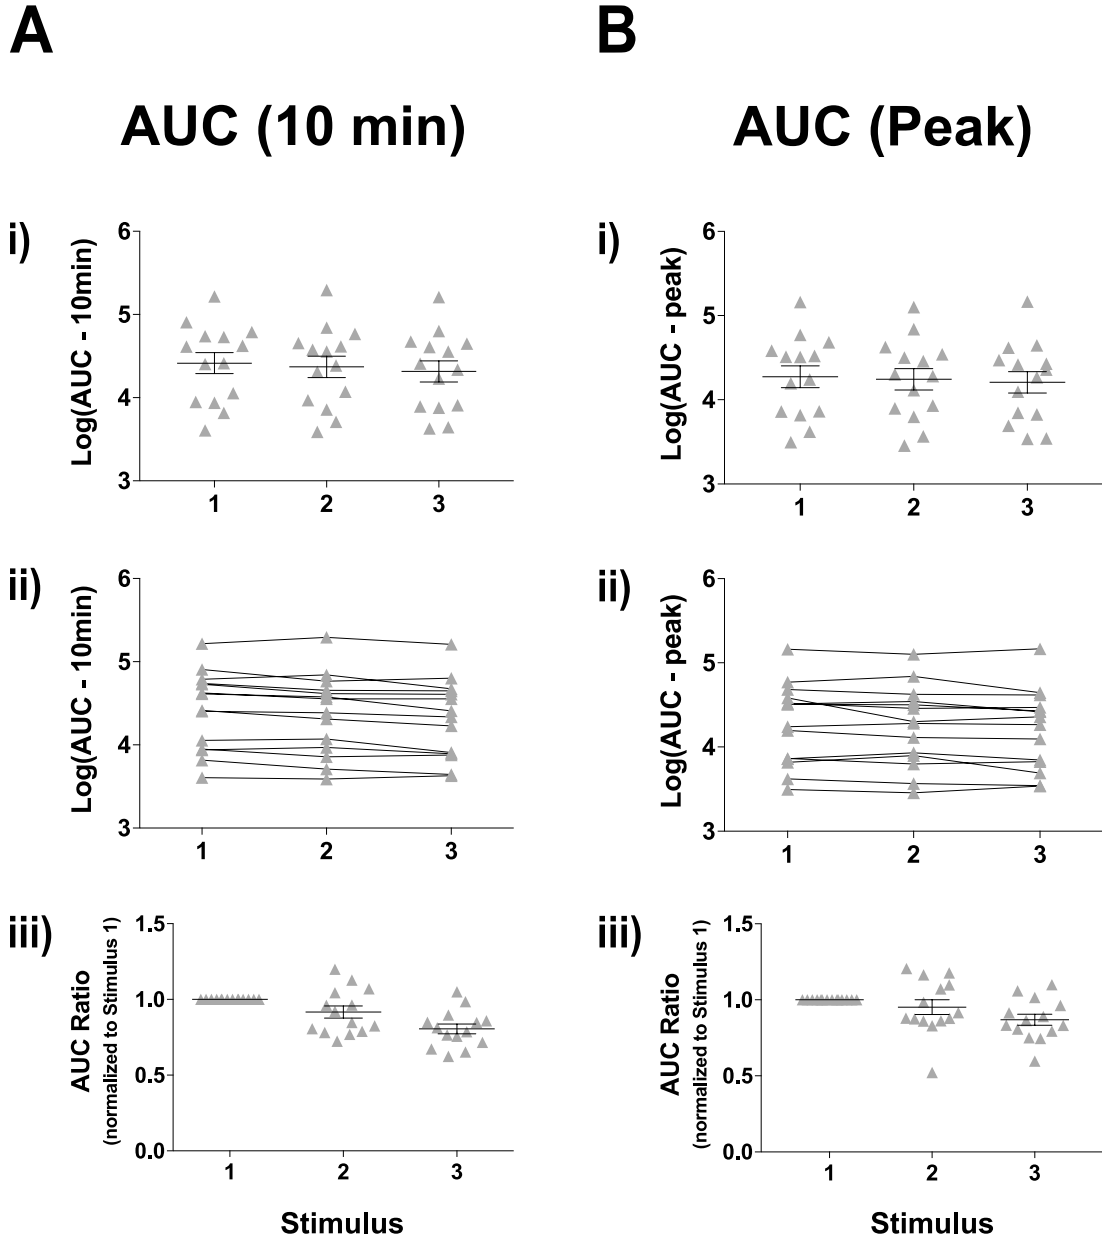 A
B
AUC (10 min)
AUC (Peak)
i)
Log(AUC - 10min)
6
5
4
3
1
2
3
i)
Log(AUC - peak)
6
5
4
3
1
2
3
ii)
Log(AUC - 10min)
6
5
4
3
1
2
3
ii)
Log(AUC - peak)
6
5
4
3
1
2
3
iii)
AUC Ratio
(normalized to Stimulus 1)
1.5
1.0
0.5
0.0
1
2
3
Stimulus
iii)
AUC Ratio
(normalized to Stimulus 1)
1.5
1.0
0.5
0.0
1
2
3
Stimulus